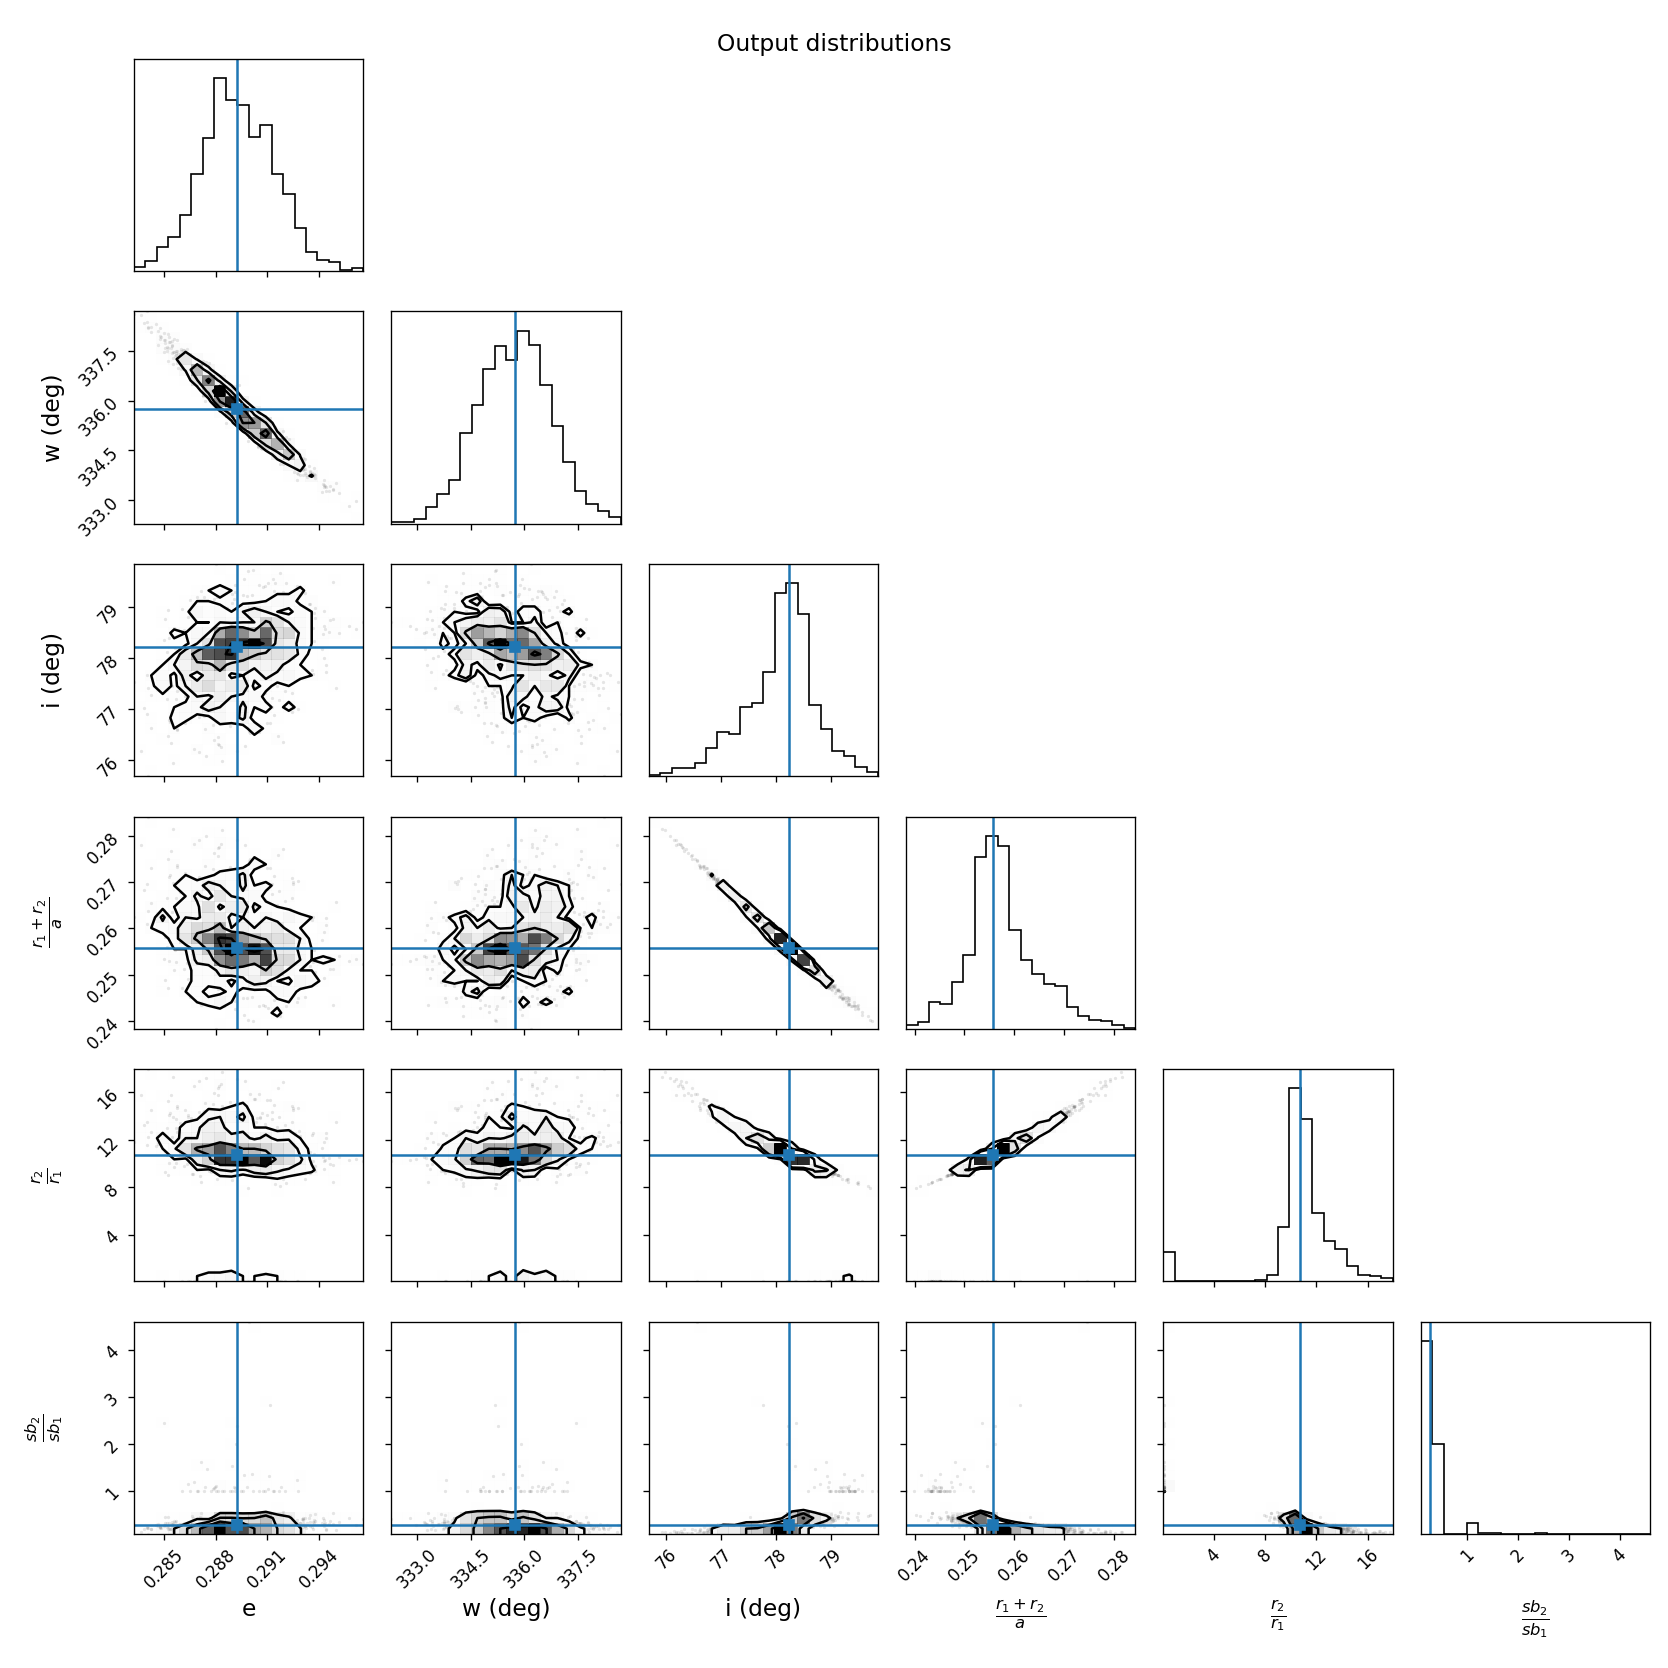 Output distributions
337.5
336.0
334.5
333.0
w (deg)
79
78
77
76
i (deg)
0.28
0.27
0.26
0.25
0.24
r₁ + r₂
a
16
12
8
4
r₂
r₁
4
3
2
1
sb₂
sb₁
0.285 0.288 0.291 0.294 333.0 334.5 336.0 337.5 76 77 78 79 0.24 0.25 0.26 0.27 0.28 4 8 12 16 1 2 3 4
e w (deg) i (deg) r₁ + r₂ r₂ sb₂
a r₁ sb₁